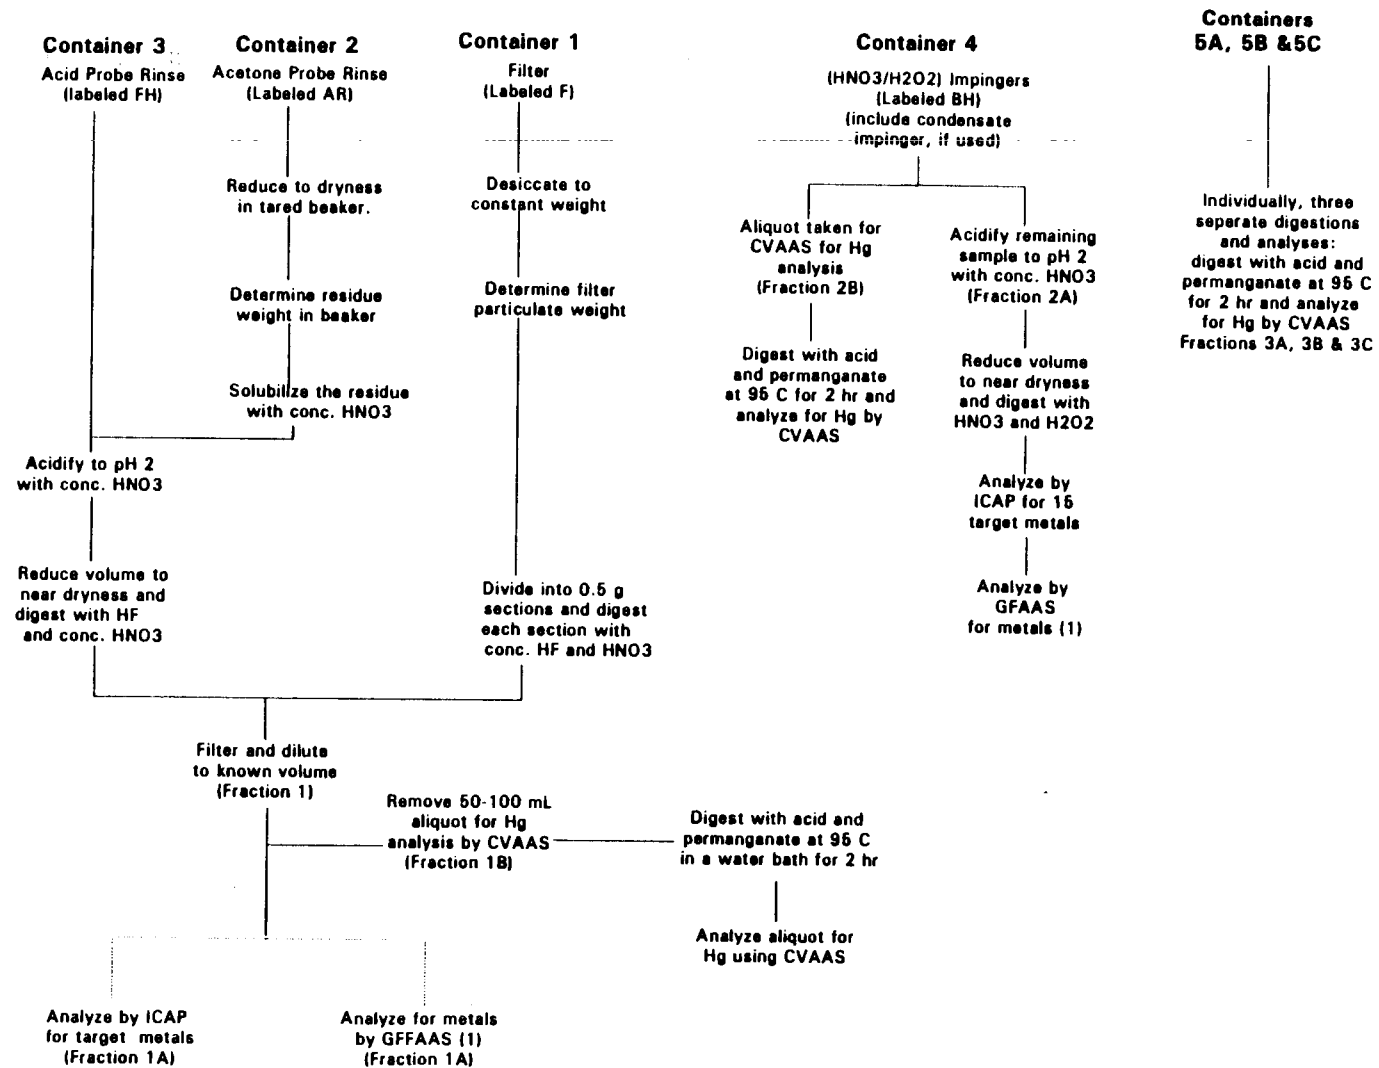 Container 3
Acid Probe Rinse
(labeled FH)
Container 2
Acetone Probe Rinse
(Labeled AR)
Container 1
Filter
(Labeled F)
Container 4
(HNO3/H2O2) Impingers
(Labeled BH)
(include condensate
impinger, if used)
Containers
5A, 5B &5C
Reduce to dryness
in tared beaker.
Determine residue
weight in beaker
Solubilize the residue
with conc. HNO3
Acidify to pH 2
with conc. HNO3
Reduce volume to
near dryness and
digest with HF
and conc. HNO3
Desiccate to
constant weight
Determine filter
particulate weight
Divide into 0.5 g
sections and digest
each section with
conc. HF and HNO3
Aliquot taken for
CVAAS for Hg
analysis
(Fraction 2B)
Digest with acid
and permanganate
at 95 C for 2 hr and
analyze for Hg by
CVAAS
Acidify remaining
sample to pH 2
with conc. HNO3
(Fraction 2A)
Reduce volume
to near dryness
and digest with
HNO3 and H2O2
Analyze by
ICAP for 15
target metals
Analyze by
GFAAS
for metals (1)
Individually, three
seperate digestions
and analyses:
digest with acid and
permanganate at 95 C
for 2 hr and analyze
for Hg by CVAAS
Fractions 3A, 3B & 3C
Filter and dilute
to known volume
(Fraction 1)
Remove 50-100 mL
aliquot for Hg
analysis by CVAAS
(Fraction 1B)
Digest with acid and
permanganate at 95 C
in a water bath for 2 hr
Analyze aliquot for
Hg using CVAAS
Analyze by ICAP
for target metals
(Fraction 1A)
Analyze for metals
by GFFAAS (1)
(Fraction 1A)